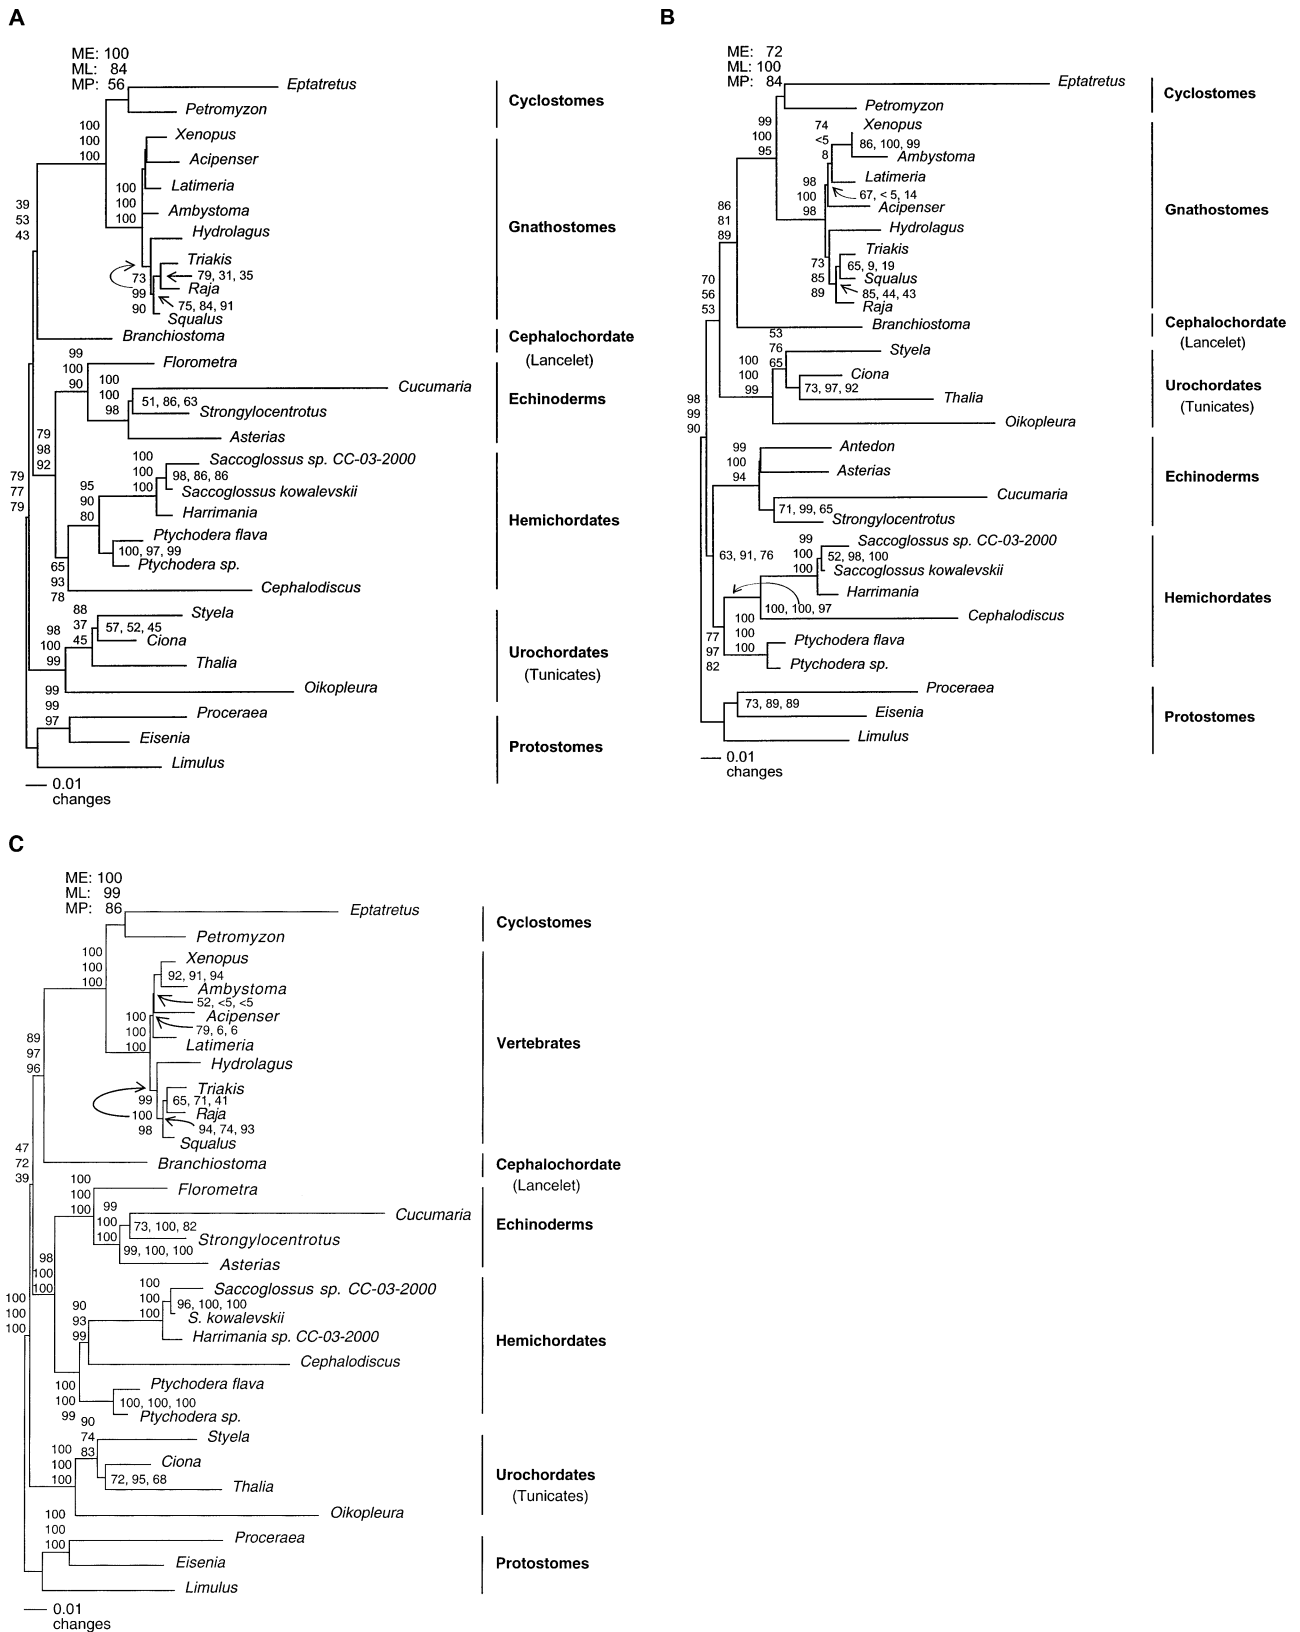 A
ME: 100
ML: 84
MP: 56
Eptatretus
Petromyzon
Cyclostomes
100
100
100
Xenopus
Acipenser
Latimeria
100
100
100
Ambystoma
Hydrolagus
Gnathostomes
39
53
43
Triakis
79, 31, 35
Raja
73
99
90
75, 84, 91
Squalus
Branchiostoma
Cephalochordate
(Lancelet)
99
100
90
Florometra
100
100
98
Cucumaria
51, 86, 63
Strongylocentrotus
Asterias
Echinoderms
79
98
92
79
77
79
100
100
100
Saccoglossus sp. CC-03-2000
98, 86, 86
Saccoglossus kowalevskii
Harrimania
95
90
80
Ptychodera flava
100, 97, 99
Ptychodera sp.
Hemichordates
65
93
78
Cephalodiscus
88
37
45
Styela
57, 52, 45
Ciona
98
100
99
Thalia
Oikopleura
Urochordates
(Tunicates)
99
99
97
Proceraea
Eisenia
Limulus
Protostomes
0.01
changes
B
ME: 72
ML: 100
MP: 84
Eptatretus
Petromyzon
Cyclostomes
99
100
95
74
<5
8
Xenopus
86, 100, 99
Ambystoma
Latimeria
98
100
98
67, < 5, 14
Acipenser
Hydrolagus
Gnathostomes
86
81
89
Triakis
65, 9, 19
Squalus
73
85
89
85, 44, 43
Raja
70
56
53
Branchiostoma
Cephalochordate
(Lancelet)
53
76
65
Styela
100
100
99
Ciona
73, 97, 92
Thalia
Oikopleura
Urochordates
(Tunicates)
98
99
90
99
100
94
Antedon
Asterias
Cucumaria
71, 99, 65
Strongylocentrotus
Echinoderms
63, 91, 76
99
100
100
Saccoglossus sp. CC-03-2000
52, 98, 100
Saccoglossus kowalevskii
Harrimania
100, 100, 97
Cephalodiscus
100
100
100
Ptychodera flava
Ptychodera sp.
Hemichordates
77
97
82
Proceraea
73, 89, 89
Eisenia
Limulus
Protostomes
0.01
changes
C
ME: 100
ML: 99
MP: 86
Eptatretus
Petromyzon
Cyclostomes
100
100
100
Xenopus
92, 91, 94
Ambystoma
52, <5, <5
Acipenser
79, 6, 6
Latimeria
100
100
100
Hydrolagus
Vertebrates
89
97
96
Triakis
65, 71, 41
Raja
99
100
98
94, 74, 93
Squalus
47
72
39
Branchiostoma
Cephalochordate
(Lancelet)
100
100
100
Florometra
99
100
100
Cucumaria
73, 100, 82
Strongylocentrotus
99, 100, 100
Asterias
Echinoderms
98
100
100
100
100
100
100
100
100
Saccoglossus sp. CC-03-2000
96, 100, 100
S. kowalevskii
Harrimania sp. CC-03-2000
90
93
99
Cephalodiscus
Hemichordates
100
100
99
Ptychodera flava
100, 100, 100
Ptychodera sp.
90
74
83
Styela
100
100
100
Ciona
72, 95, 68
Thalia
Oikopleura
Urochordates
(Tunicates)
100
100
100
Proceraea
Eisenia
Limulus
Protostomes
0.01
changes